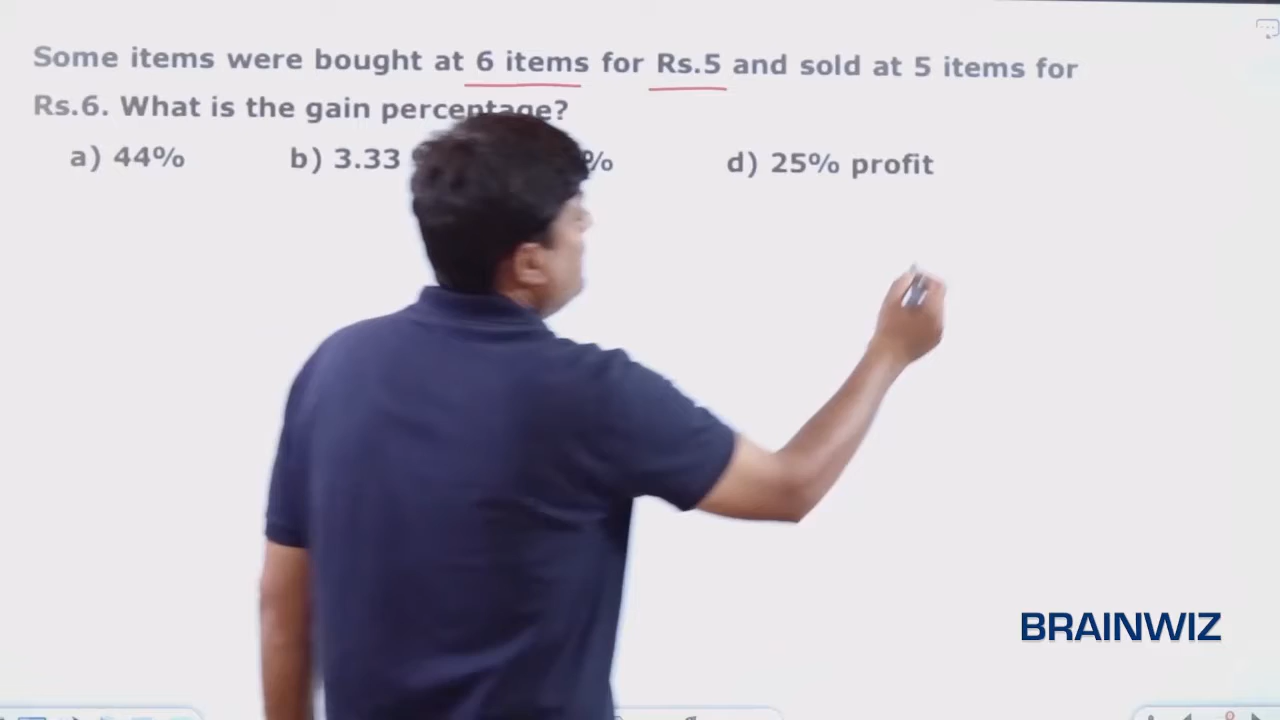 Some items were bought at 6 items for Rs.5 and sold at 5 items for
Rs.6. What is the gain percentage?
a) 44% b) 3.33 % d) 25% profit
BRAINWIZ